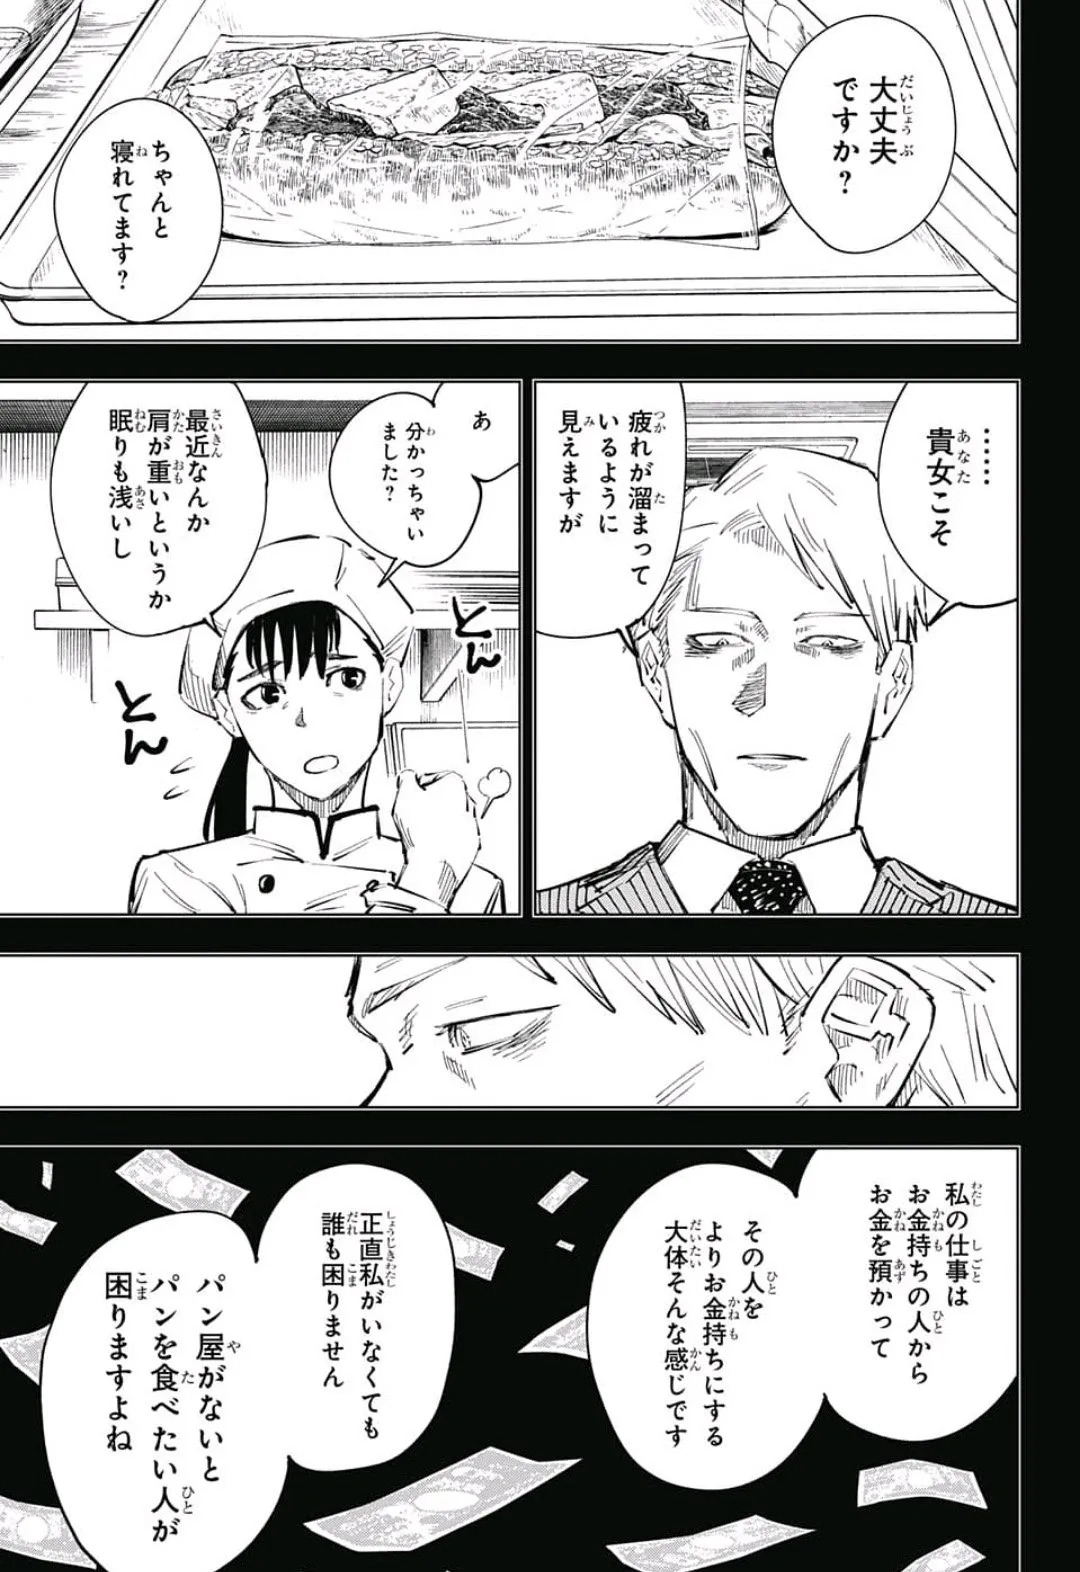 大丈夫
ですか？
ちゃんと
寝れてます？
……
貴女こそ
疲れが溜まって
いるように
見えますが
あ
分かっちゃい
ました？
最近なんか
肩が重いというか
眠りも浅いし
とん
とん
私の仕事は
お金持ちの人から
お金を預かって
その人を
よりお金持ちにする
大体そんな感じです
正直私がいなくても
誰も困りません
パン屋がないと
パンを食べたい人が
困りますよね